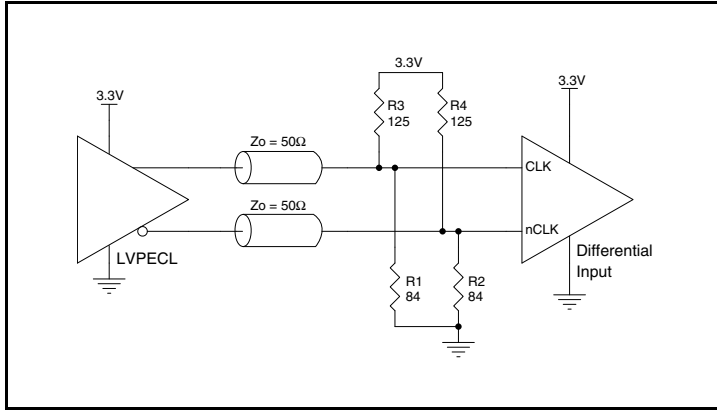 3.3V
3.3V
3.3V
R3
125
R4
125
Zo = 50Ω
CLK
Zo = 50Ω
nCLK
LVPECL
Differential
Input
R1
84
R2
84